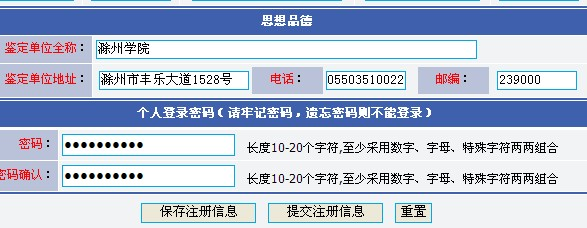 思想品德
鉴定单位全称： 滁州学院
鉴定单位地址： 滁州市丰乐大道1528号 电话： 05503510022 邮编： 239000
个人登录密码（请牢记密码，遗忘密码则不能登录）
密码： ●●●●●●●●●● 长度10-20个字符,至少采用数字、字母、特殊字符两两组合
密码确认： ●●●●●●●●●● 长度10-20个字符,至少采用数字、字母、特殊字符两两组合
保存注册信息 提交注册信息 重置